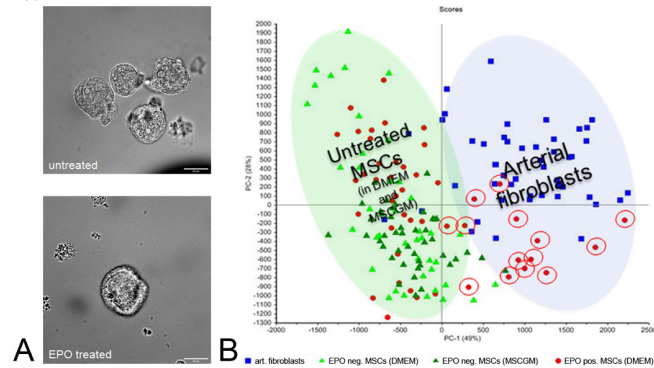 untreated
EPO treated
A
Scores
PC-2 (28%)
2000
1900
1800
1700
1600
1500
1400
1300
1200
1100
1000
900
800
700
600
500
400
300
200
100
0
-100
-200
-300
-400
-500
-600
-700
-800
-900
-1000
-1100
-1200
-1300
Untreated
MSCs
(in DMEM
and
MSCGM)
Arterial
fibroblasts
-2000
-1500
-1000
-500
0
500
1000
1500
2000
2500
PC-1 (49%)
B
art. fibroblasts
EPO neg. MSCs (DMEM)
EPO neg. MSCs (MSCGM)
EPO pos. MSCs (DMEM)